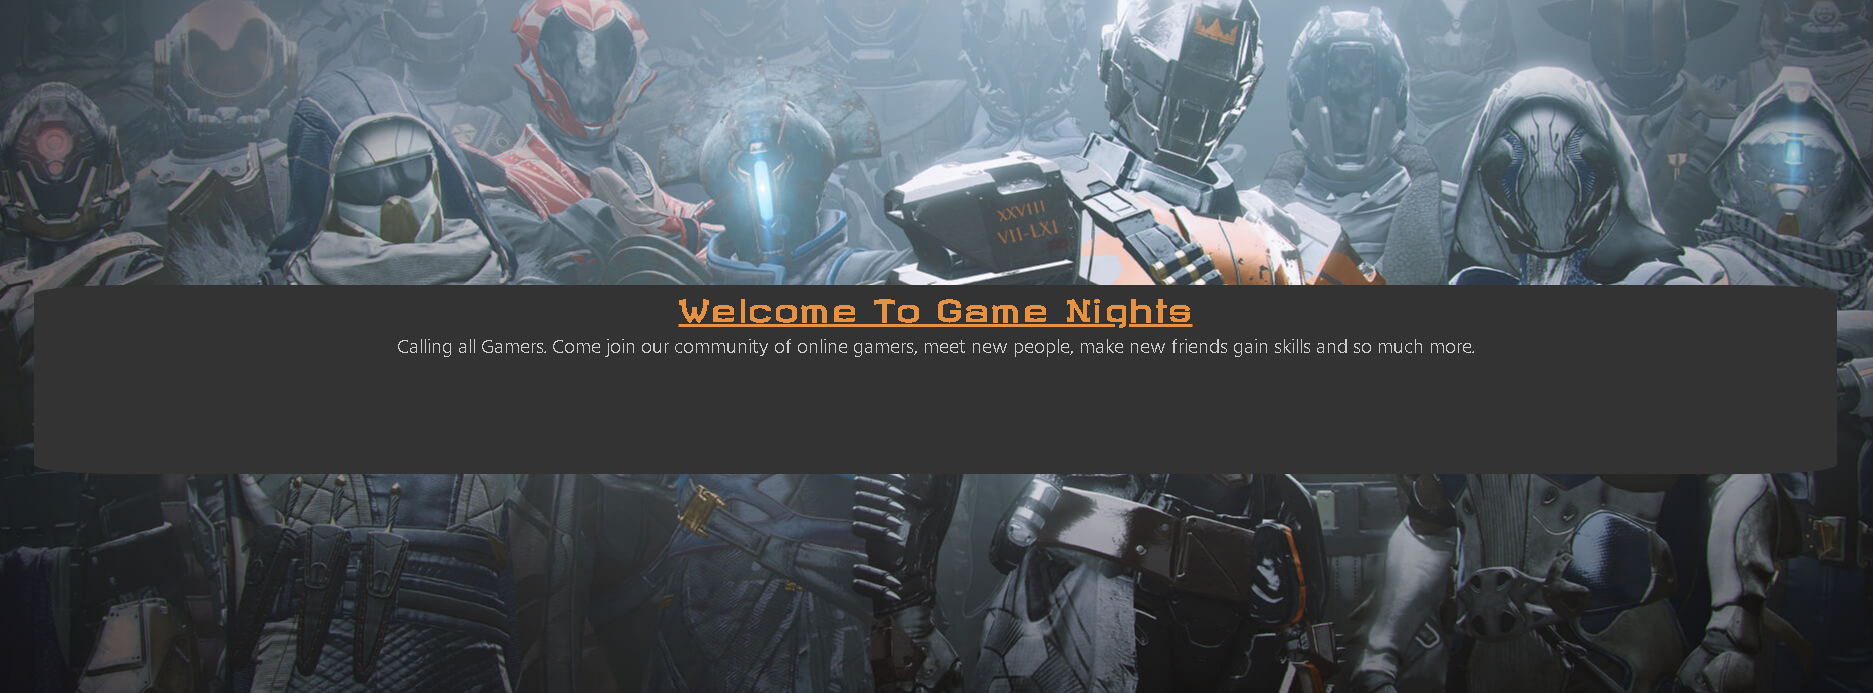 XXVIII
VII-LXI
Welcome To Game Nights
Calling all Gamers. Come join our community of online gamers, meet new people, make new friends gain skills and so much more.